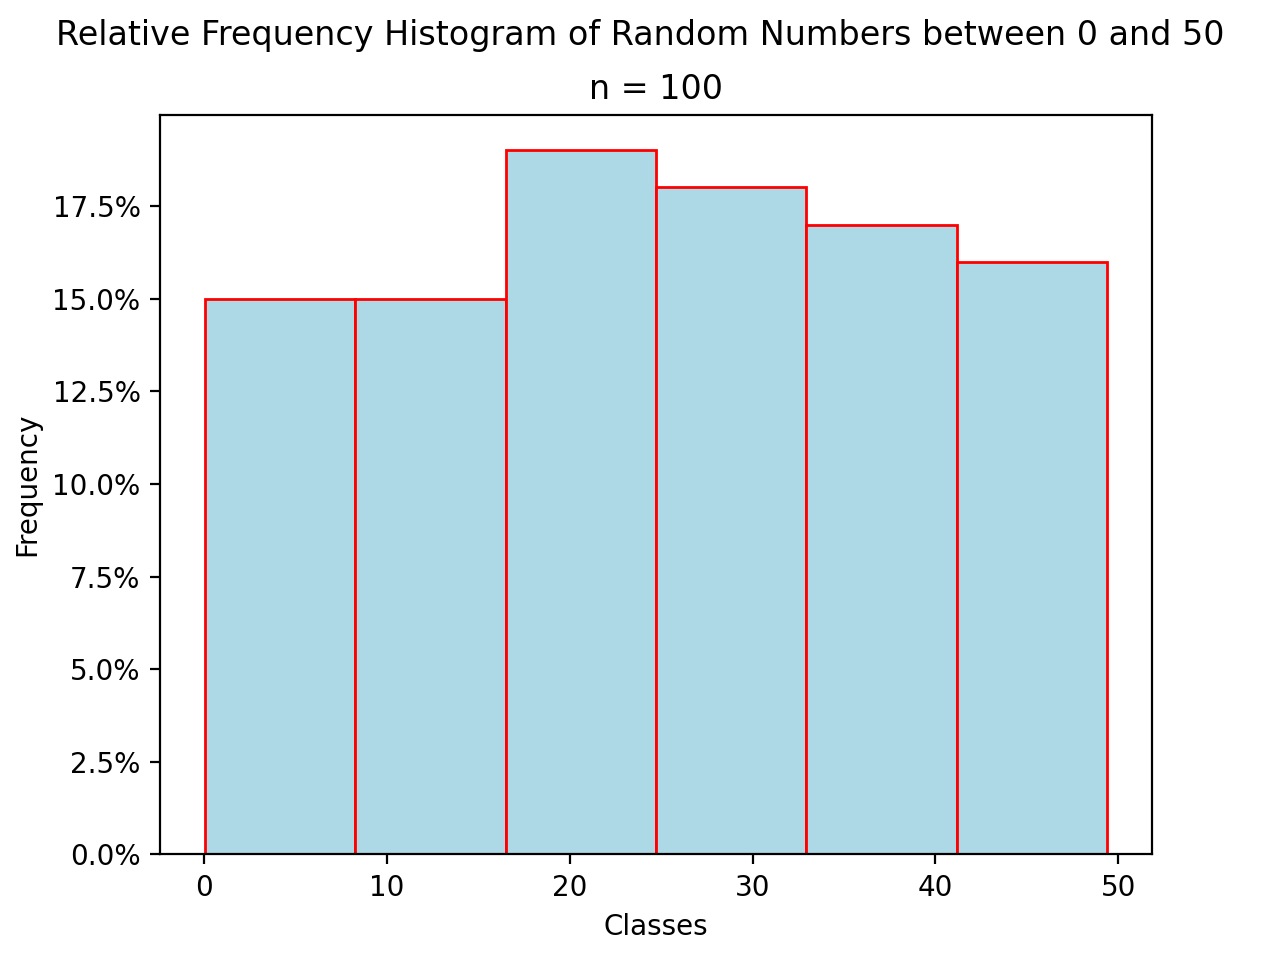 Relative Frequency Histogram of Random Numbers between 0 and 50
n = 100
17.5%
15.0%
12.5%
10.0%
7.5%
5.0%
2.5%
0.0%
Frequency
0 10 20 30 40 50
Classes